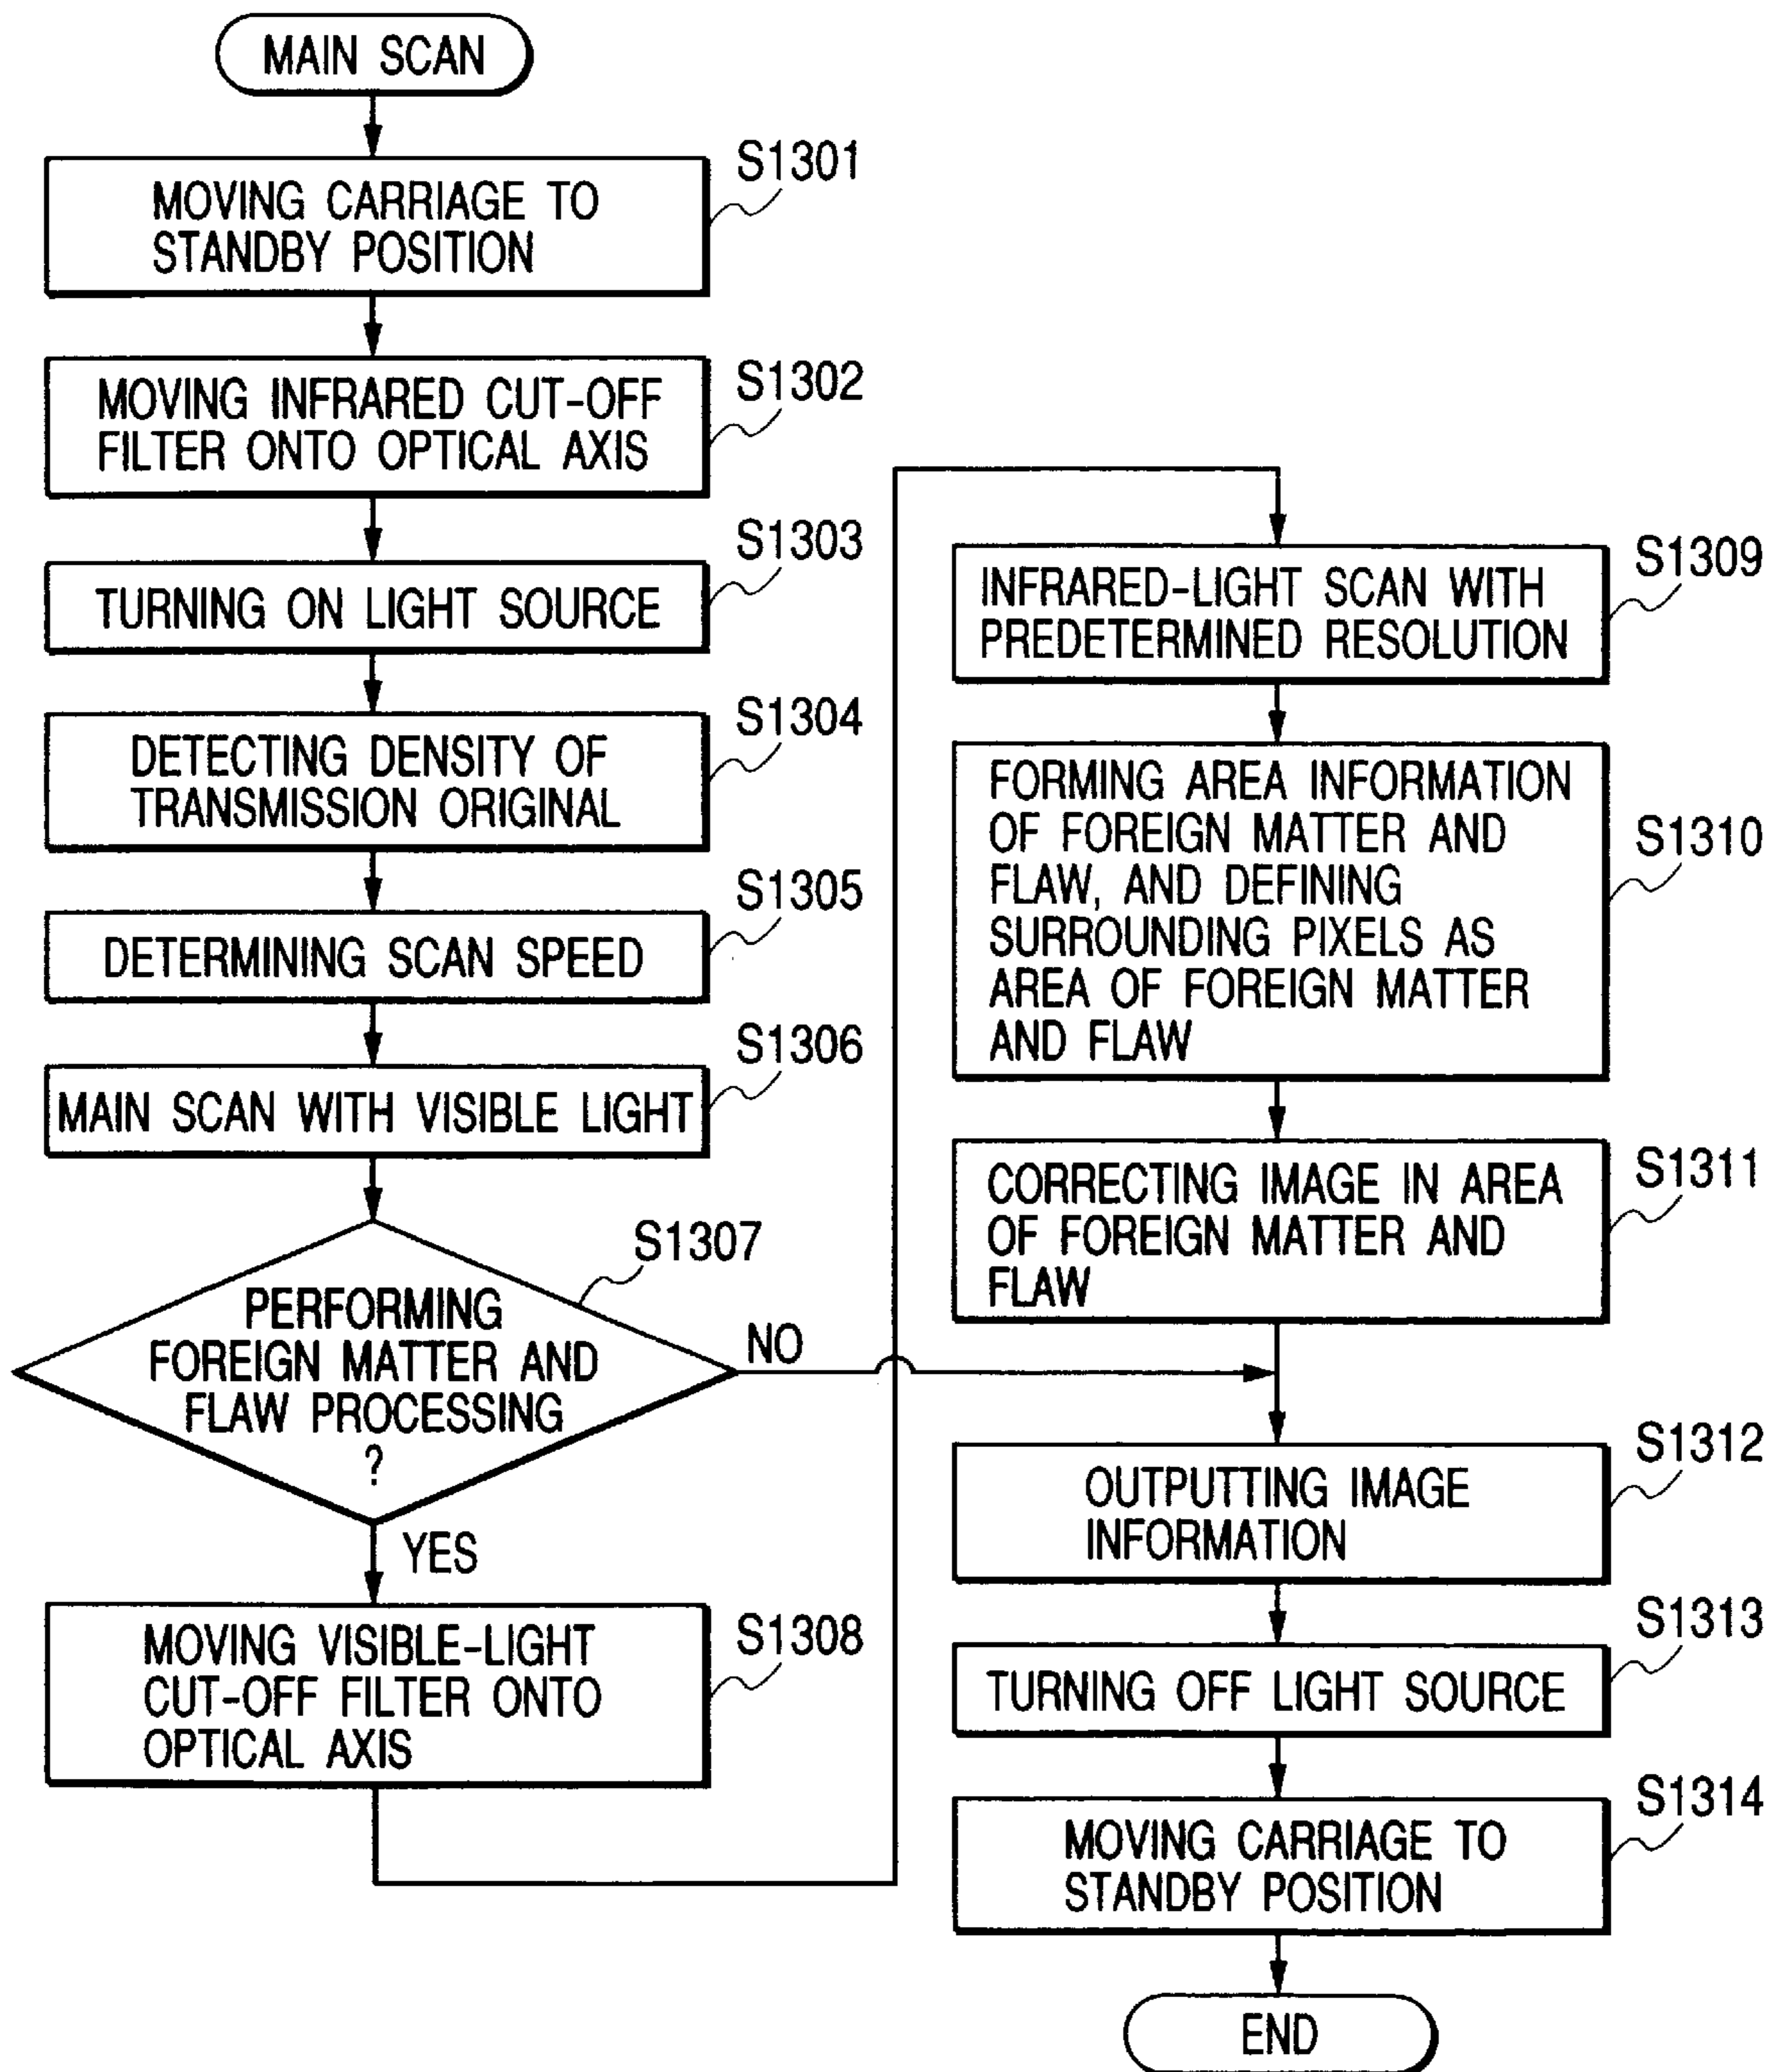 MAIN SCAN
S1301
MOVING CARRIAGE TO
STANDBY POSITION
S1302
MOVING INFRARED CUT-OFF
FILTER ONTO OPTICAL AXIS
S1303
TURNING ON LIGHT SOURCE
S1304
DETECTING DENSITY OF
TRANSMISSION ORIGINAL
S1305
DETERMINING SCAN SPEED
S1306
MAIN SCAN WITH VISIBLE LIGHT
S1307
PERFORMING
FOREIGN MATTER AND
FLAW PROCESSING
?
NO
YES
S1308
MOVING VISIBLE-LIGHT
CUT-OFF FILTER ONTO
OPTICAL AXIS
S1309
INFRARED-LIGHT SCAN WITH
PREDETERMINED RESOLUTION
S1310
FORMING AREA INFORMATION
OF FOREIGN MATTER AND
FLAW, AND DEFINING
SURROUNDING PIXELS AS
AREA OF FOREIGN MATTER
AND FLAW
S1311
CORRECTING IMAGE IN AREA
OF FOREIGN MATTER AND
FLAW
S1312
OUTPUTTING IMAGE
INFORMATION
S1313
TURNING OFF LIGHT SOURCE
S1314
MOVING CARRIAGE TO
STANDBY POSITION
END